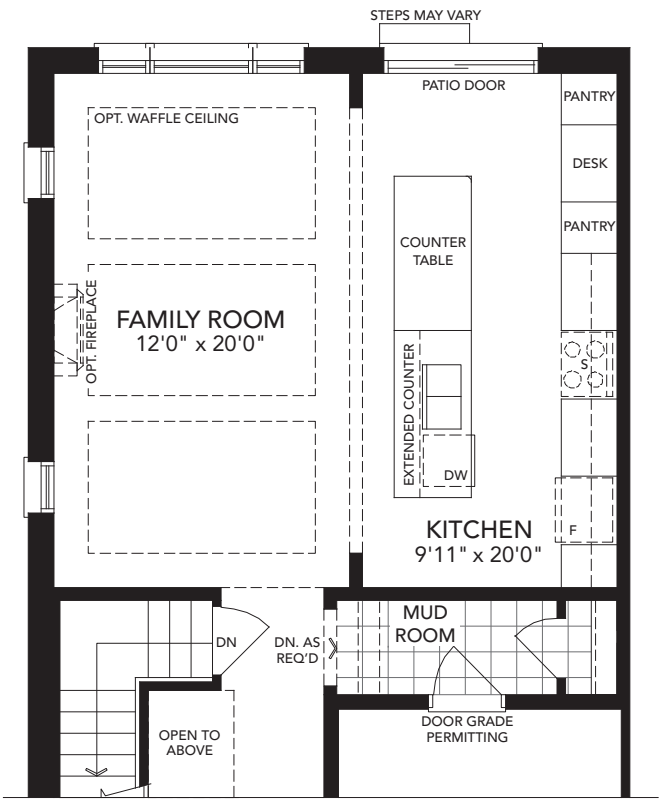 STEPS MAY VARY
PATIO DOOR
PANTRY
OPT. WAFFLE CEILING
DESK
PANTRY
COUNTER
TABLE
OPT. FIREPLACE
FAMILY ROOM
12'0" x 20'0"
EXTENDED COUNTER
S
DW
F
KITCHEN
9'11" x 20'0"
MUD
ROOM
DN
DN. AS
REQ'D
DOOR GRADE
PERMITTING
OPEN TO
ABOVE